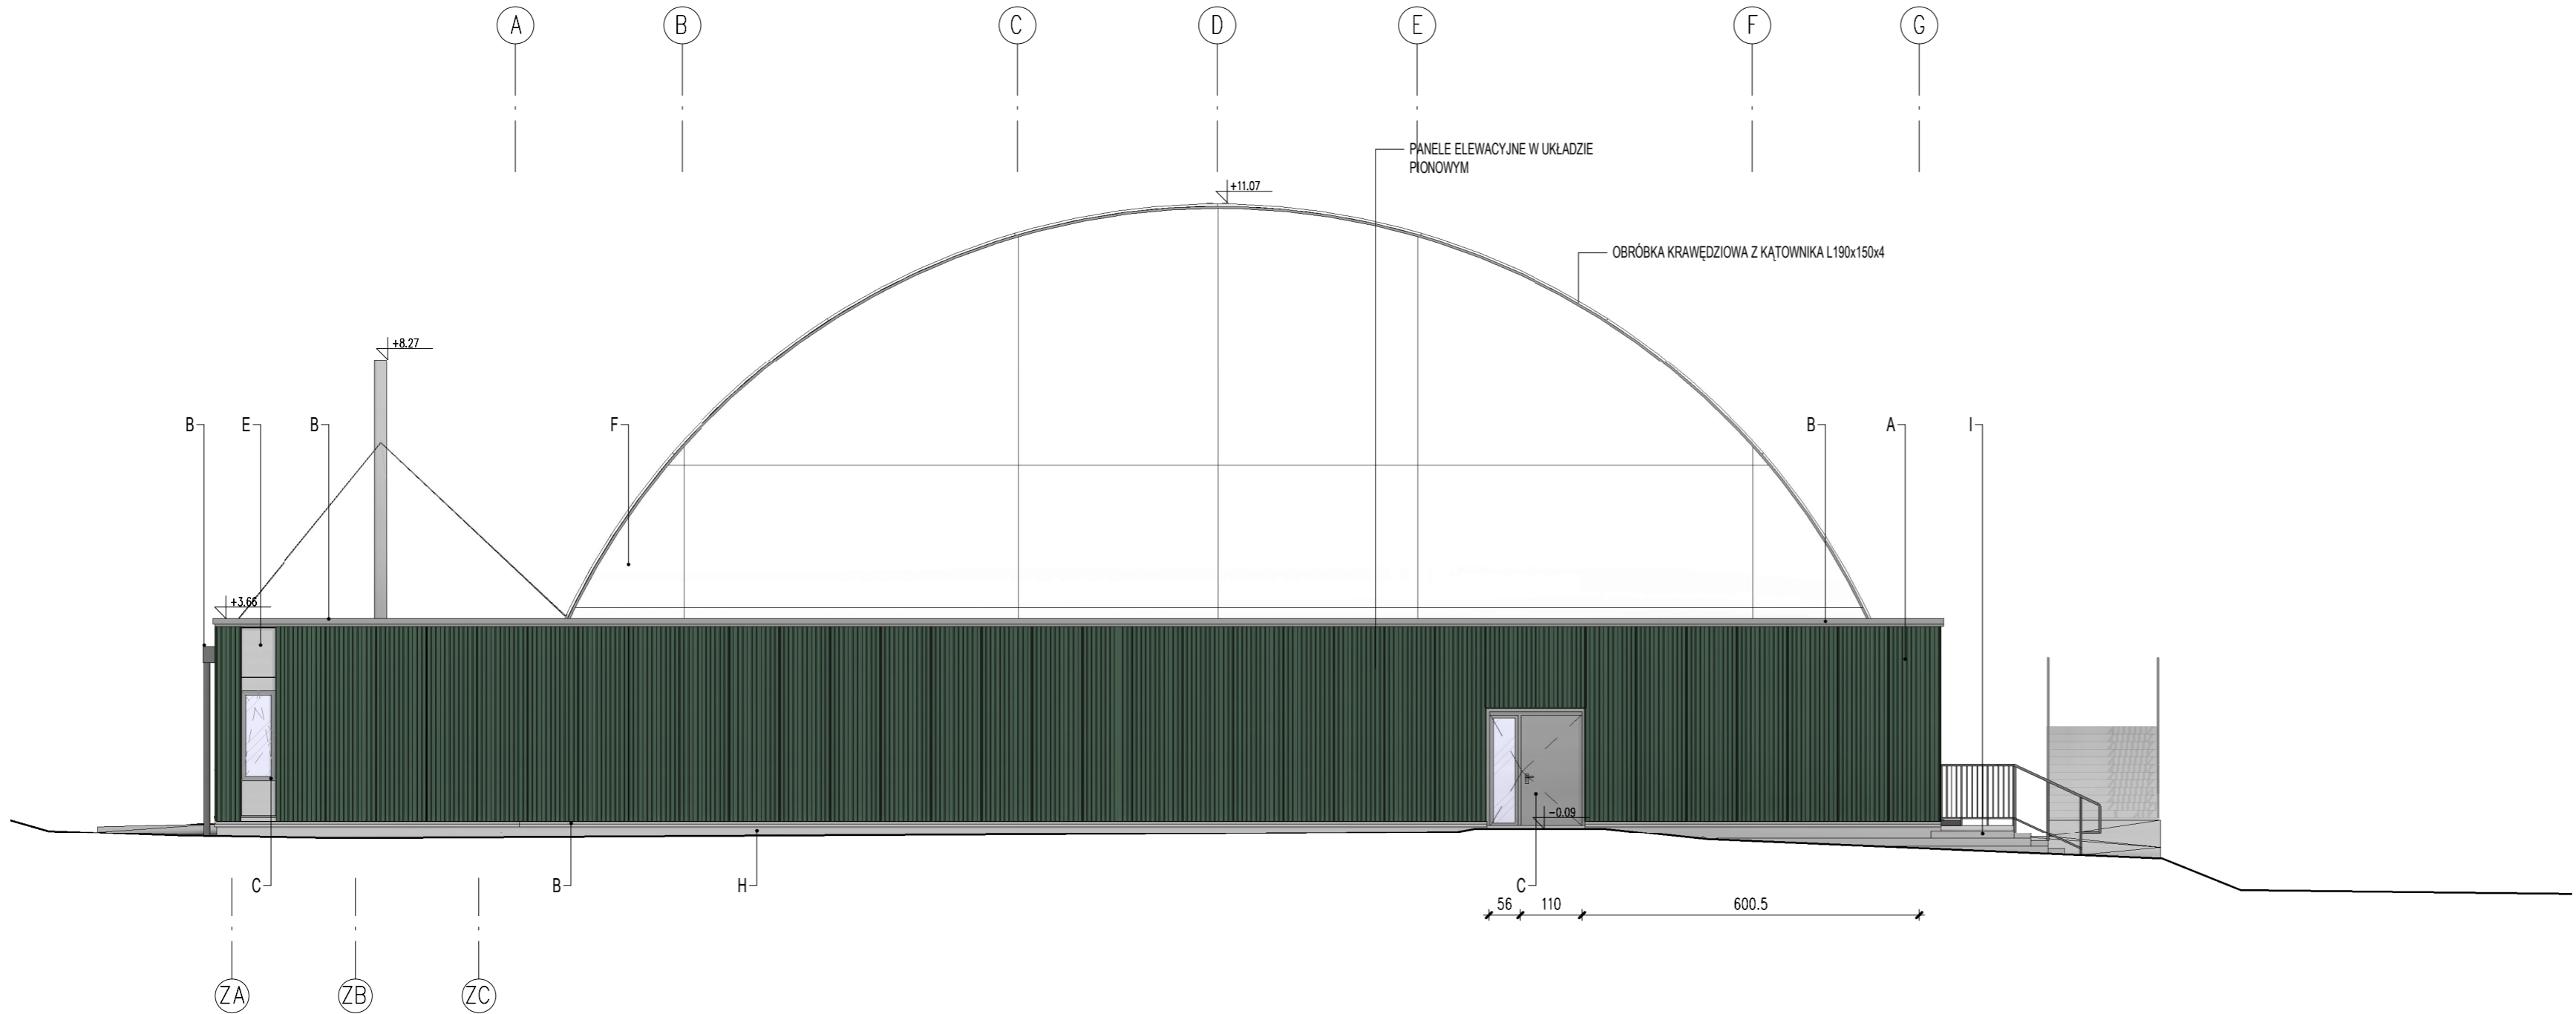 A
B
C
D
E
F
G
PANELE ELEWACYJNE W UKŁADZIE
PIONOWYM
+11.07
OBRÓBKA KRAWĘDZIOWA Z KĄTOWNIKA L190x150x4
+8.27
B
E
B
F
B
A
I
+3.66
-0.09
C
B
H
C
56
110
600.5
ZA
ZB
ZC